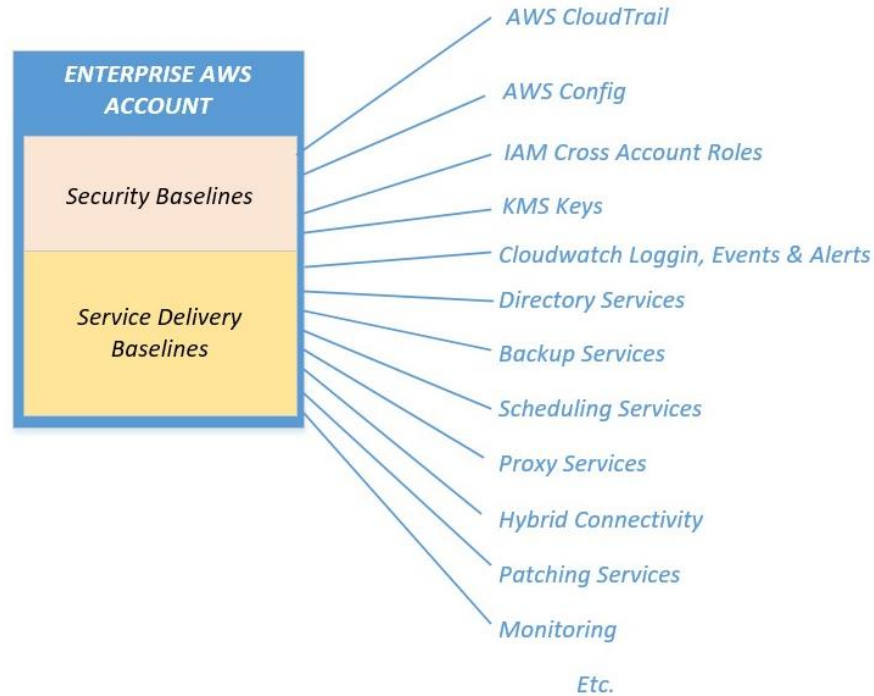 ENTERPRISE AWS
ACCOUNT
Security Baselines
Service Delivery
Baselines
AWS CloudTrail
AWS Config
IAM Cross Account Roles
KMS Keys
Cloudwatch Loggin, Events & Alerts
Directory Services
Backup Services
Scheduling Services
Proxy Services
Hybrid Connectivity
Patching Services
Monitoring
Etc.